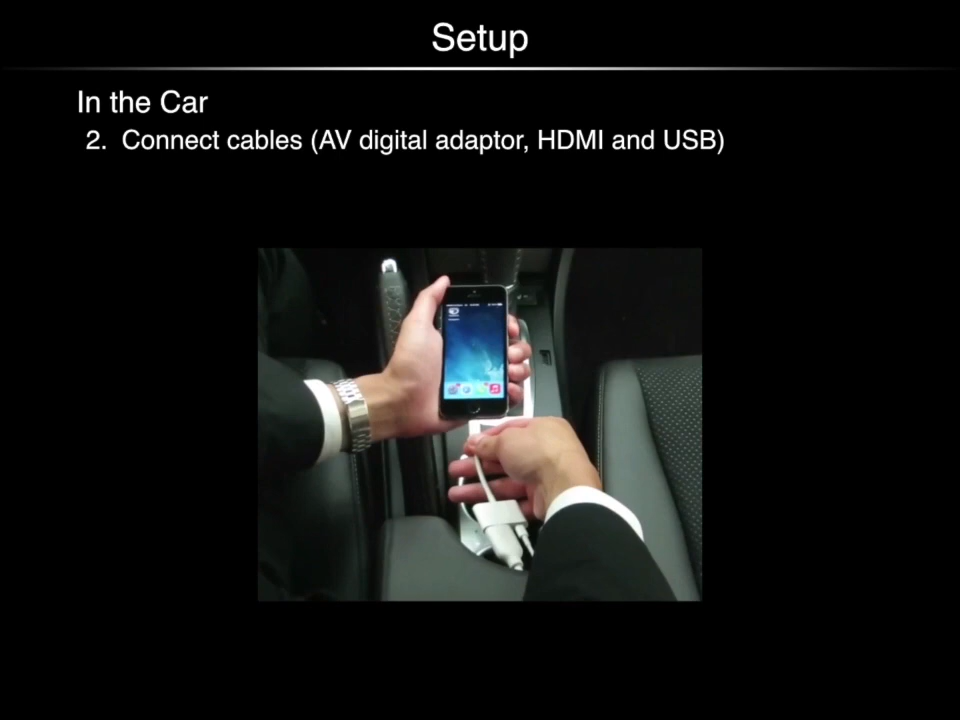 Setup
In the Car
2. Connect cables (AV digital adaptor, HDMI and USB)